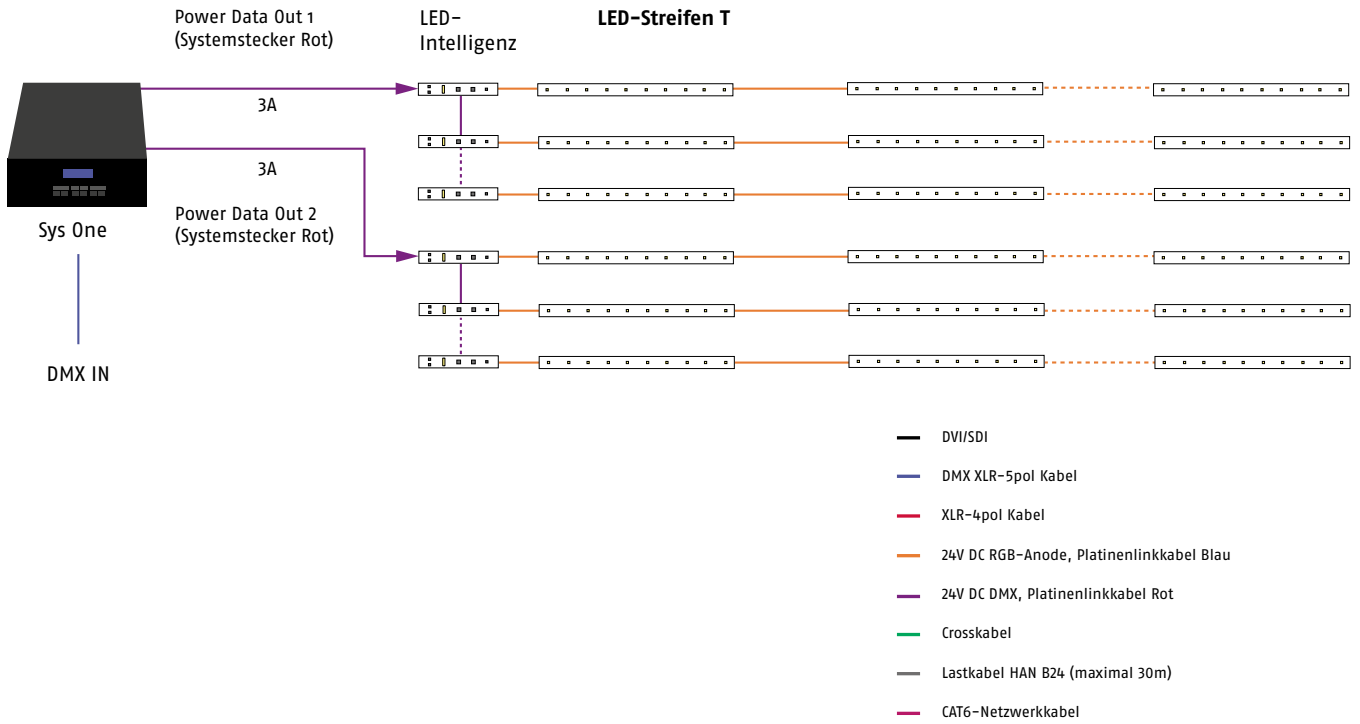 Power Data Out 1
(Systemstecker Rot)
LED-
Intelligenz
LED-Streifen T
3A
3A
Power Data Out 2
(Systemstecker Rot)
Sys One
DMX IN
DVI/SDI
DMX XLR-5pol Kabel
XLR-4pol Kabel
24V DC RGB-Anode, Platinenlinkkabel Blau
24V DC DMX, Platinenlinkkabel Rot
Crosskabel
Lastkabel HAN B24 (maximal 30m)
CAT6-Netzwerkkabel